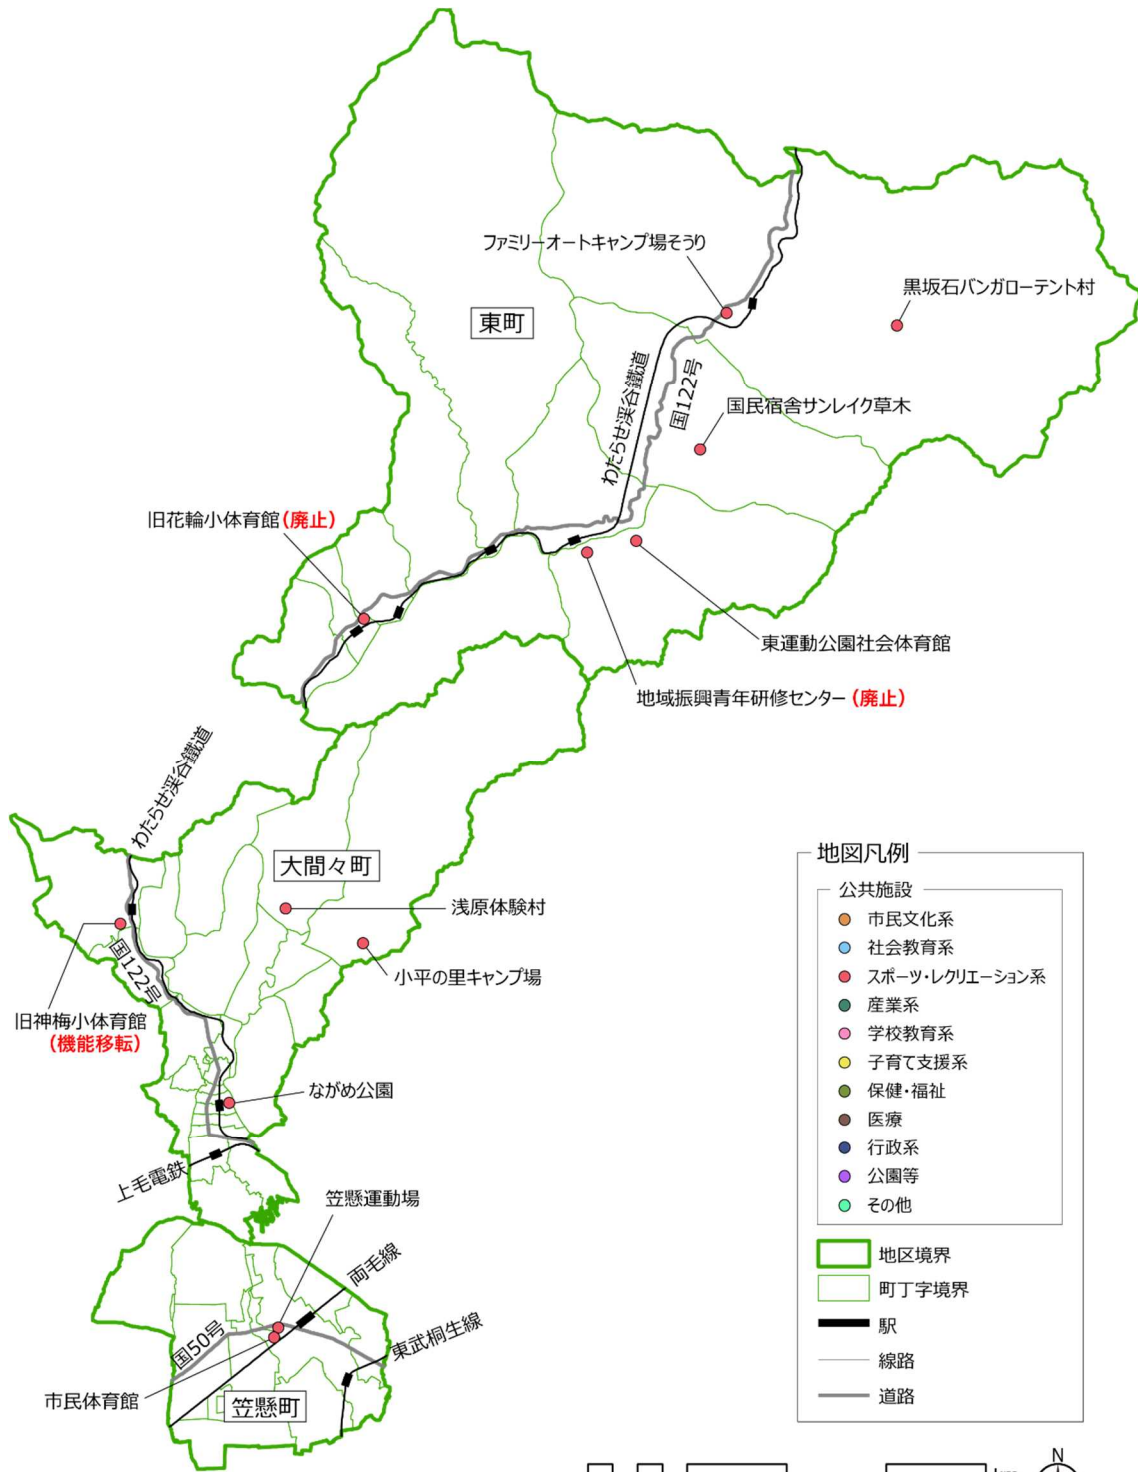 ファミリーオートキャンプ場そうり
黒坂石バンガローテント村
東町
わたらせ渓谷鐵道
国122号
国民宿舎サンレイク草木
旧花輪小体育館(廃止)
東運動公園社会体育館
地域振興青年研修センター(廃止)
わたらせ渓谷鐵道
大間々町
浅原体験村
小平の里キャンプ場
国122号
旧神梅小体育館
(機能移転)
ながめ公園
上毛電鉄
笠懸運動場
両毛線
国50号
東武桐生線
市民体育館
笠懸町
地図凡例
公共施設
市民文化系
社会教育系
スポーツ・レクリエーション系
産業系
学校教育系
子育て支援系
保健・福祉
医療
行政系
公園等
その他
地区境界
町丁字境界
駅
線路
道路
N